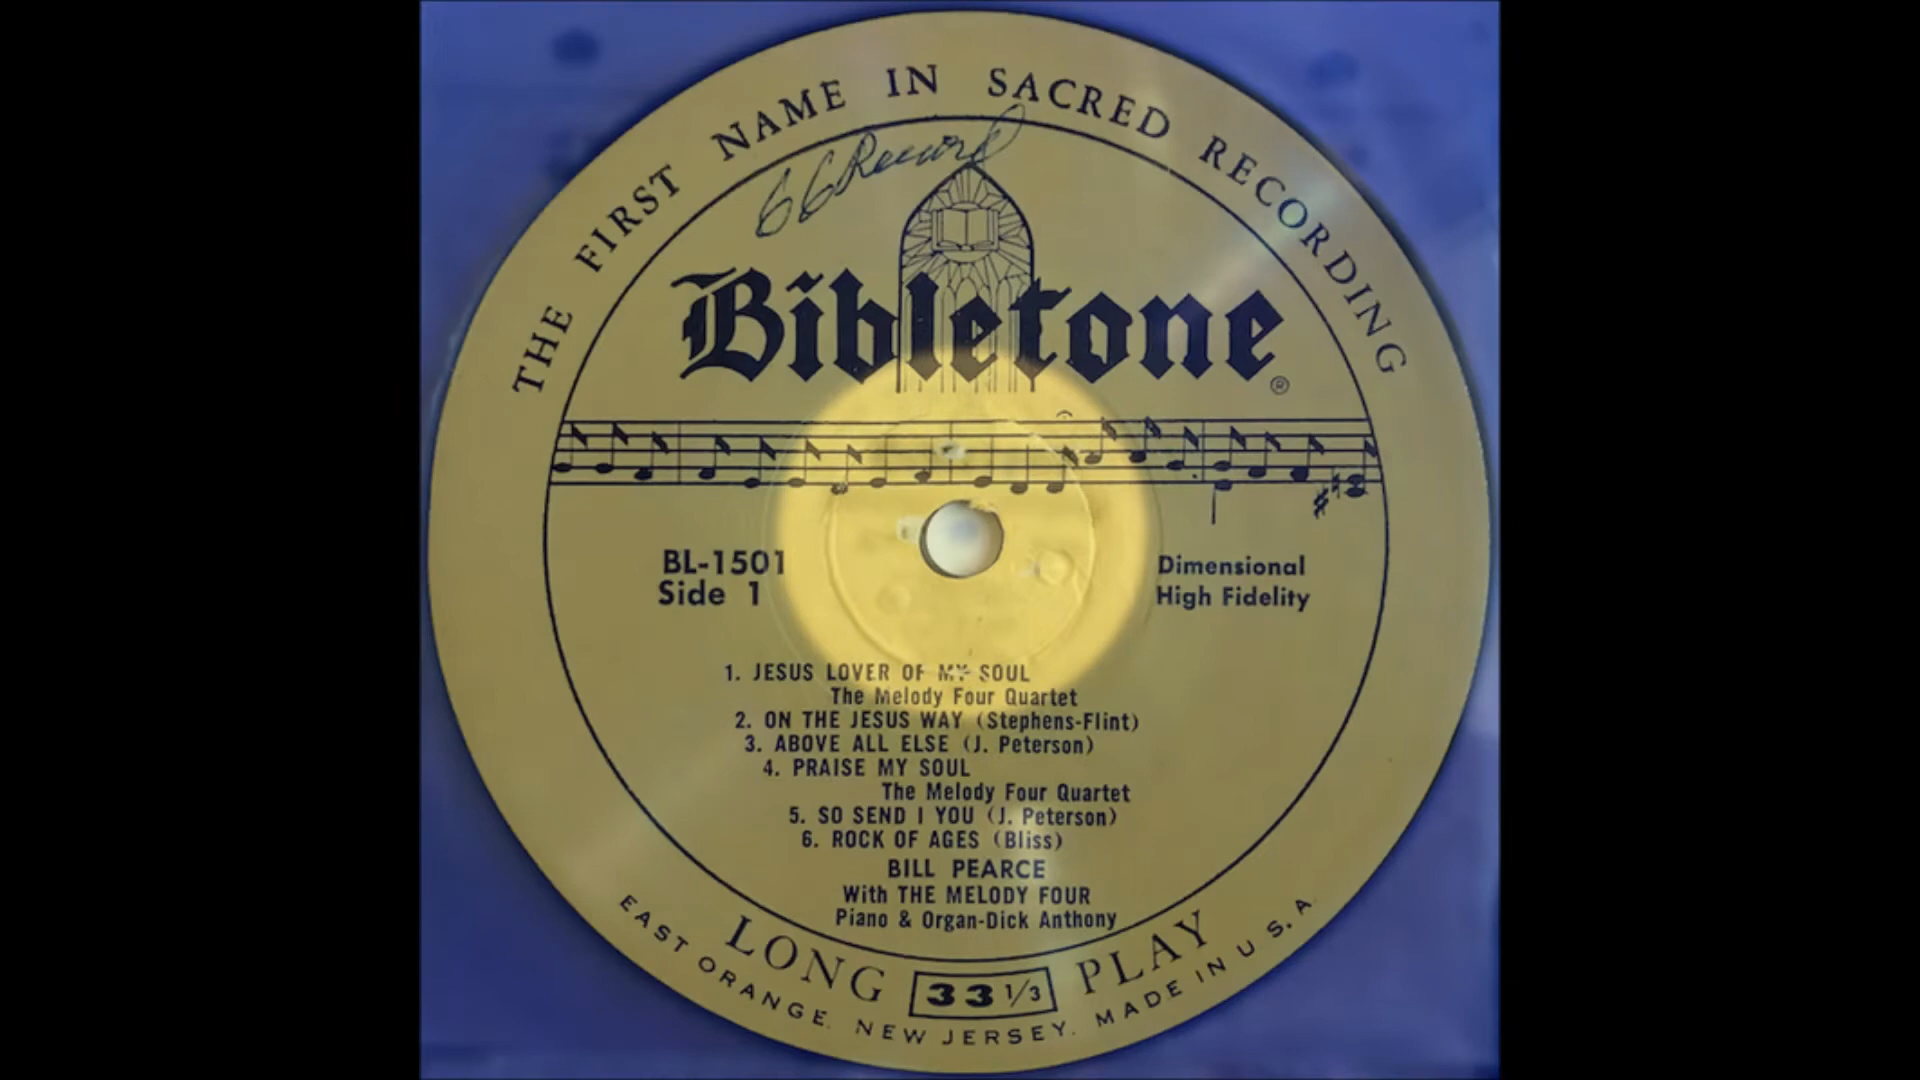 THE FIRST NAME IN SACRED RECORDING
Record
Bibletone ®
BL-1501
Side 1
Dimensional
High Fidelity
1. JESUS LOVER OF MY SOUL
The Melody Four Quartet
2. ON THE JESUS WAY (Stephens-Flint)
3. ABOVE ALL ELSE (J. Peterson)
4. PRAISE MY SOUL
The Melody Four Quartet
5. SO SEND I YOU (J. Peterson)
6. ROCK OF AGES (Bliss)
BILL PEARCE
With THE MELODY FOUR
Piano & Organ-Dick Anthony
LONG 33 1/3 PLAY
EAST ORANGE, NEW JERSEY. MADE IN U.S.A.